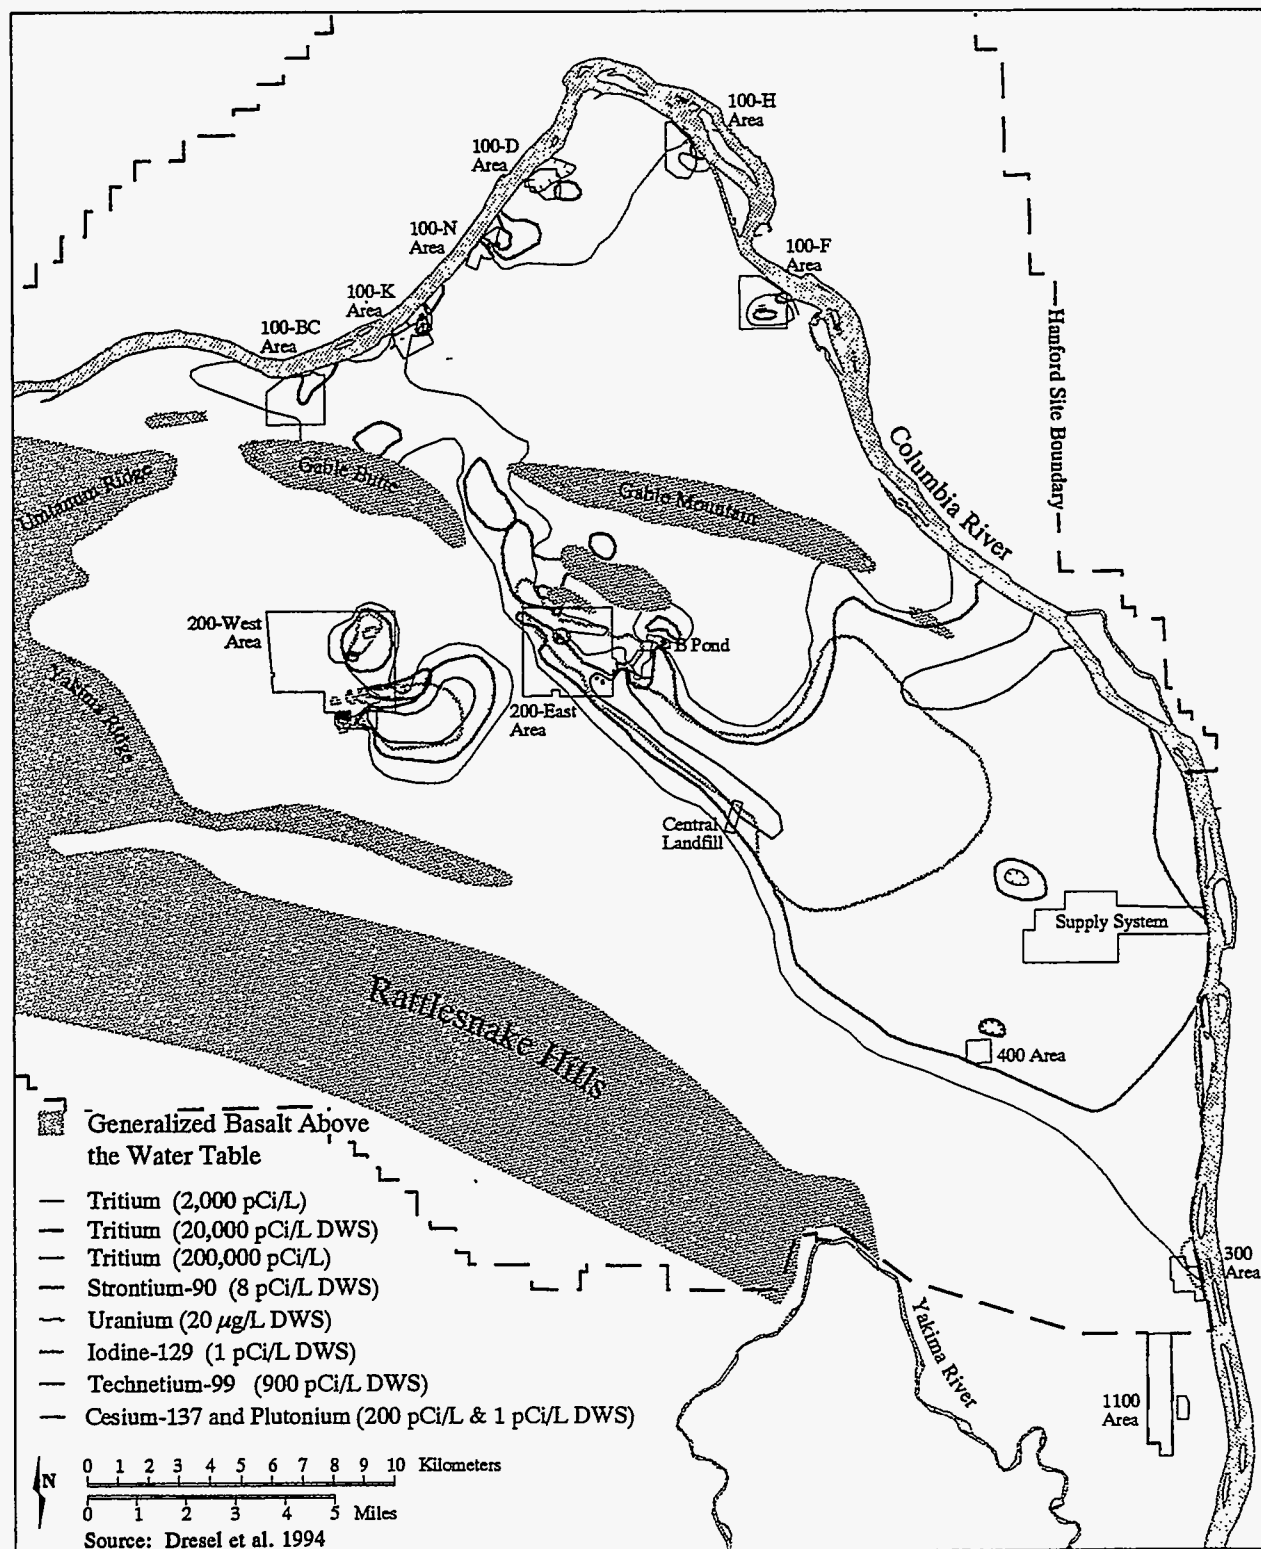 100-H
Area
100-D
Area
100-N
Area
100-F
Area
100-K
Area
100-BC
Area
Hanford Site Boundary
Columbia River
Umtanum Ridge
Gable Butte
Gable Mountain
200-West
Area
B Pond
Yakima Ridge
200-East
Area
Central
Landfill
Supply System
Rattlesnake Hills
400 Area
Generalized Basalt Above
the Water Table
Tritium (2,000 pCi/L)
Tritium (20,000 pCi/L DWS)
Tritium (200,000 pCi/L)
Strontium-90 (8 pCi/L DWS)
Uranium (20 μg/L DWS)
Iodine-129 (1 pCi/L DWS)
Technetium-99 (900 pCi/L DWS)
Cesium-137 and Plutonium (200 pCi/L & 1 pCi/L DWS)
300
Area
Yakima River
1100
Area
N
0 1 2 3 4 5 6 7 8 9 10 Kilometers
0 1 2 3 4 5 Miles
Source: Dresel et al. 1994